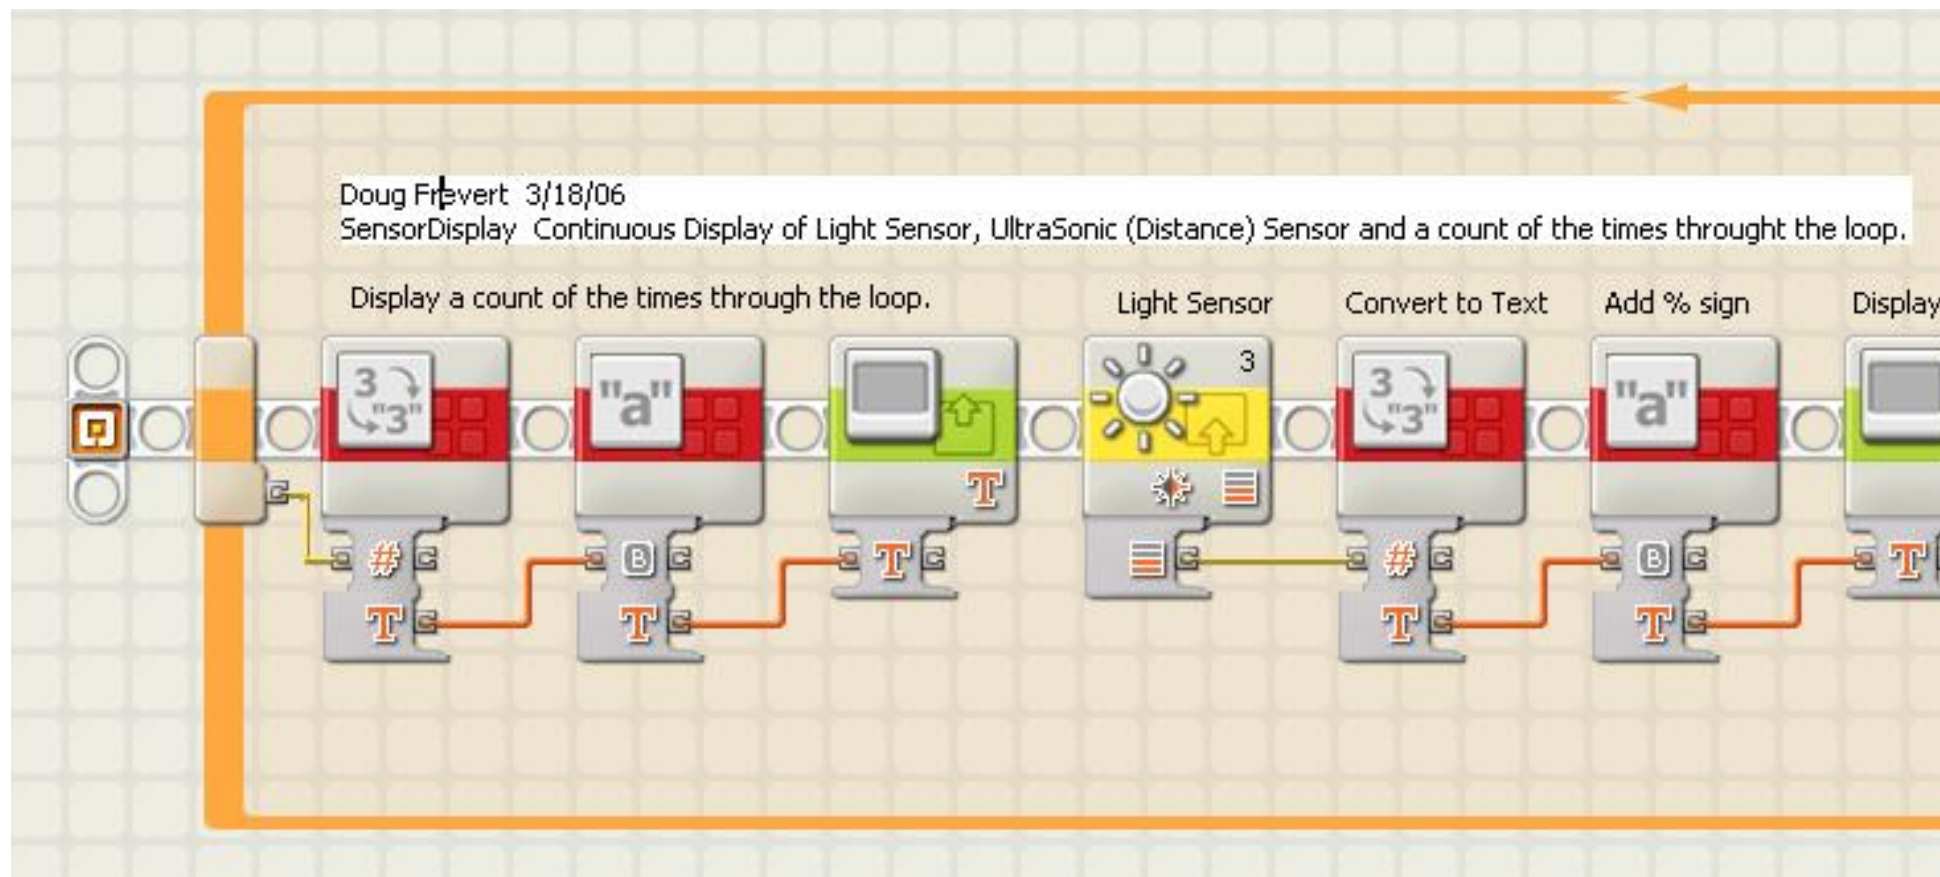 Doug Frevert 3/18/06
SensorDisplay Continuous Display of Light Sensor, UltraSonic (Distance) Sensor and a count of the times throught the loop.
Display a count of the times through the loop.
Light Sensor
Convert to Text
Add % sign
Display
3 "3"
"a"
3
3 "3"
"a"
T
# 
B
T
#
B
T
T
T
T
T